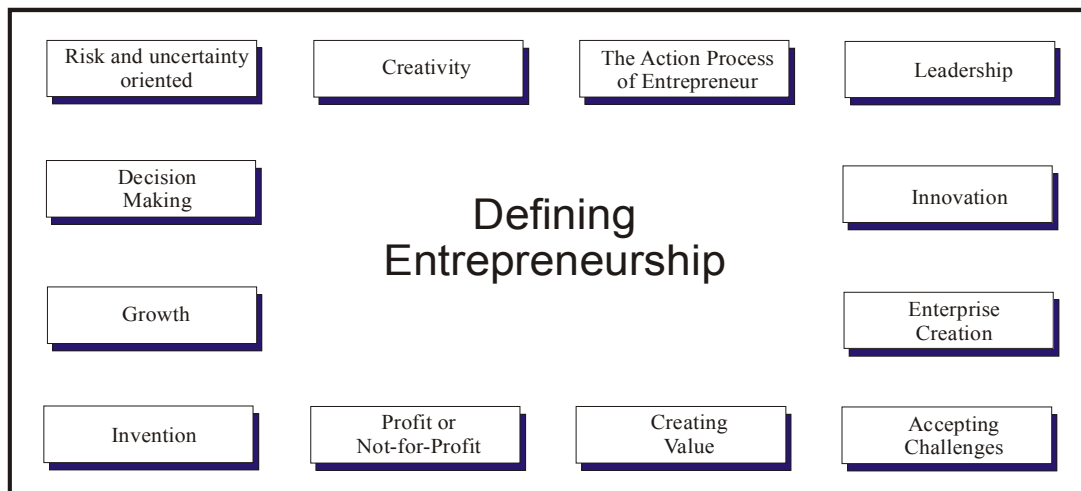 Risk and uncertainty
oriented
Creativity
The Action Process
of Entrepreneur
Leadership
Decision
Making
Defining
Entrepreneurship
Innovation
Growth
Enterprise
Creation
Invention
Profit or
Not-for-Profit
Creating
Value
Accepting
Challenges